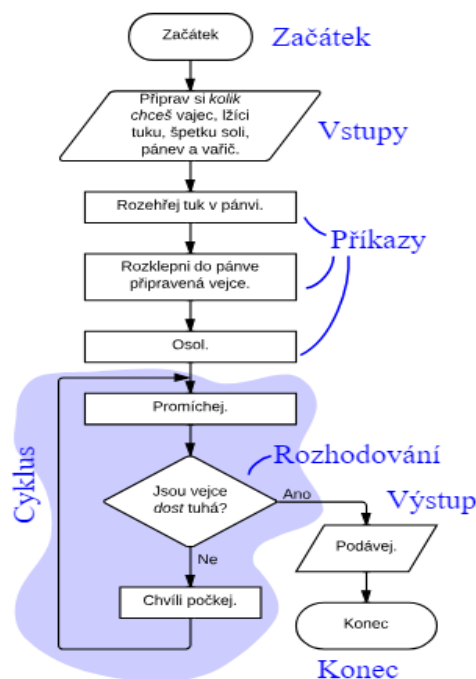 Začátek
Začátek
Připrav si kolik
chceš vajec, lžíci
tuku, špetku soli,
pánev a vařič.
Vstupy
Rozehřej tuk v pánvi.
Příkazy
Rozklepni do pánve
připravená vejce.
Osol.
Cyklus
Promíchej.
Rozhodování
Jsou vejce
dost tuhá?
Ano
Výstup
Podávej.
Ne
Chvíli počkej.
Konec
Konec